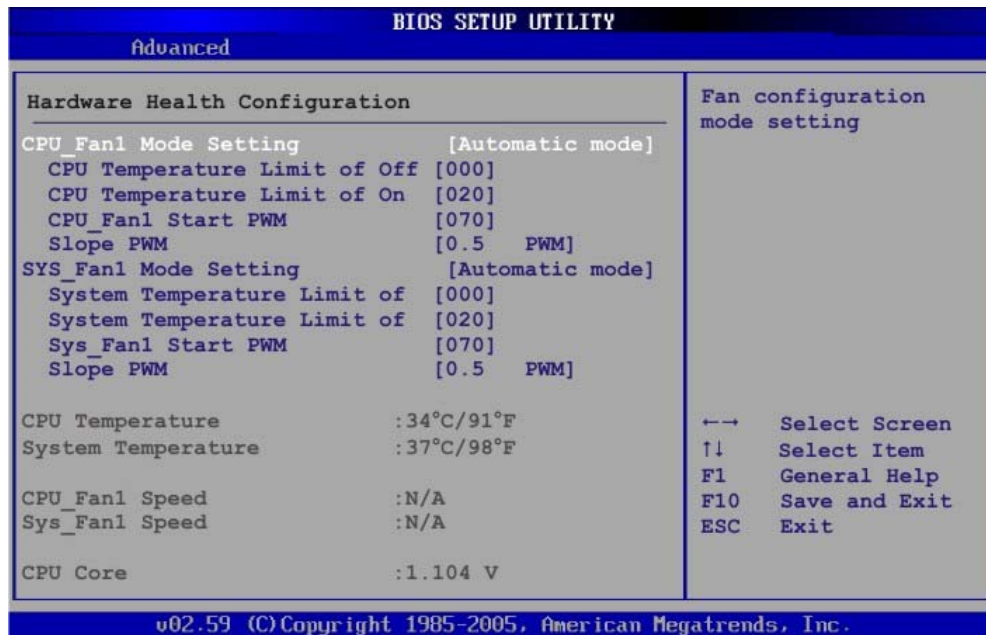 BIOS SETUP UTILITY
Advanced
Hardware Health Configuration
CPU_Fan1 Mode Setting [Automatic mode]
CPU Temperature Limit of Off [000]
CPU Temperature Limit of On [020]
CPU_Fan1 Start PWM [070]
Slope PWM [0.5 PWM]
SYS_Fan1 Mode Setting [Automatic mode]
System Temperature Limit of [000]
System Temperature Limit of [020]
Sys_Fan1 Start PWM [070]
Slope PWM [0.5 PWM]
CPU Temperature :34°C/91°F
System Temperature :37°C/98°F
CPU_Fan1 Speed :N/A
Sys_Fan1 Speed :N/A
CPU Core :1.104 V
Fan configuration
mode setting
←→ Select Screen
↑↓ Select Item
F1 General Help
F10 Save and Exit
ESC Exit
v02.59 (C)Copyright 1985-2005, American Megatrends, Inc.